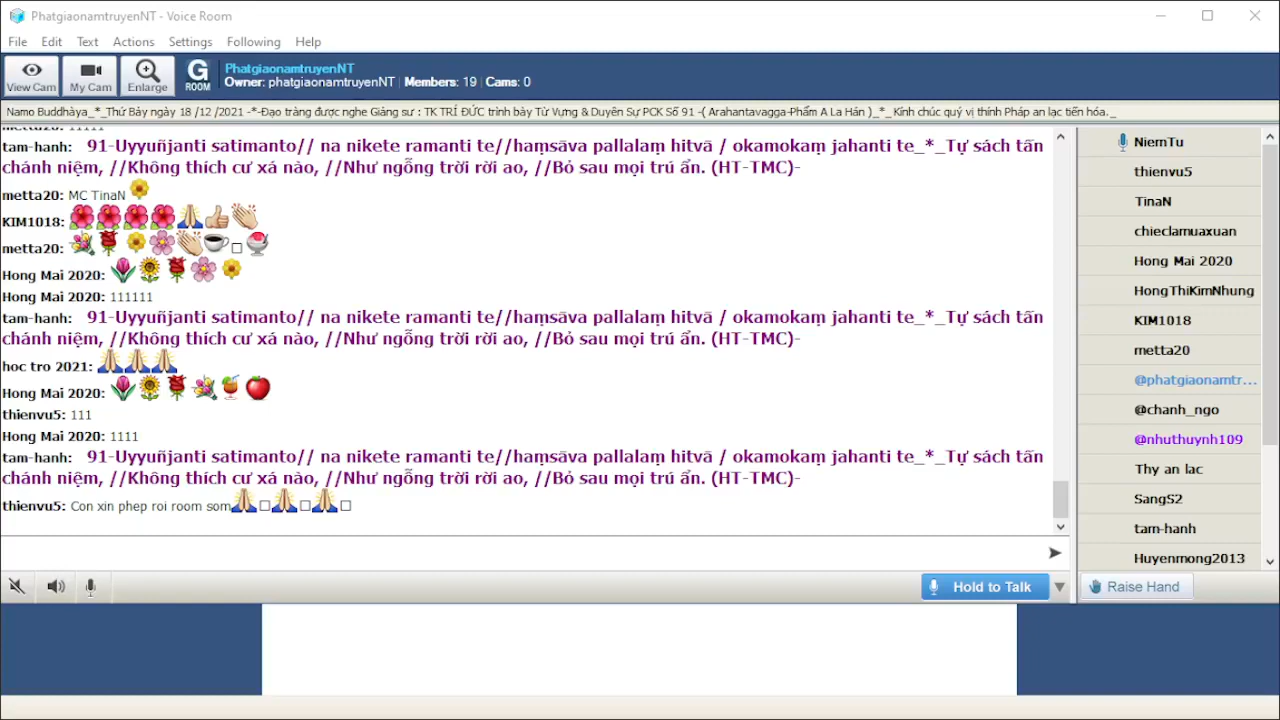 PhatgiaonamtruyenNT - Voice Room
File Edit Text Actions Settings Following Help
View Cam My Cam Enlarge G ROOM
PhatgiaonamtruyenNT
Owner: phatgiaonamtruyenNT | Members: 19 | Cams: 0
Namo Buddhàya_*_Thứ Bảy ngày 18 /12 /2021 -*-Đạo tràng được nghe Giảng sư : TK TRÍ ĐỨC trình bày Từ Vựng & Duyên Sự PCK Số 91 -( Arahantavagga-Phẩm A La Hán )_*_Kính chúc quý vị thính Pháp an lạc tiến hóa._
metta20: 11111
tam-hanh: 91-Uyyuñjanti satimanto// na nikete ramanti te//haṃsāva pallalaṃ hitvā / okamokaṃ jahanti te_*_Tự sách tấn
chánh niệm, //Không thích cư xá nào, //Như ngỗng trời rời ao, //Bỏ sau mọi trú ẩn. (HT-TMC)-
metta20: MC TinaN
KIM1018:
metta20:
Hong Mai 2020:
Hong Mai 2020: 111111
tam-hanh: 91-Uyyuñjanti satimanto// na nikete ramanti te//haṃsāva pallalaṃ hitvā / okamokaṃ jahanti te_*_Tự sách tấn
chánh niệm, //Không thích cư xá nào, //Như ngỗng trời rời ao, //Bỏ sau mọi trú ẩn. (HT-TMC)-
hoc tro 2021:
Hong Mai 2020:
thienvu5: 111
Hong Mai 2020: 1111
tam-hanh: 91-Uyyuñjanti satimanto// na nikete ramanti te//haṃsāva pallalaṃ hitvā / okamokaṃ jahanti te_*_Tự sách tấn
chánh niệm, //Không thích cư xá nào, //Như ngỗng trời rời ao, //Bỏ sau mọi trú ẩn. (HT-TMC)-
thienvu5: Con xin phep roi room som
Hold to Talk
NiemTu
thienvu5
TinaN
chieclamuaxuan
Hong Mai 2020
HongThiKimNhung
KIM1018
metta20
@phatgiaonamtr...
@chanh_ngo
@nhuthuynh109
Thy an lac
SangS2
tam-hanh
Huyenmong2013
Raise Hand